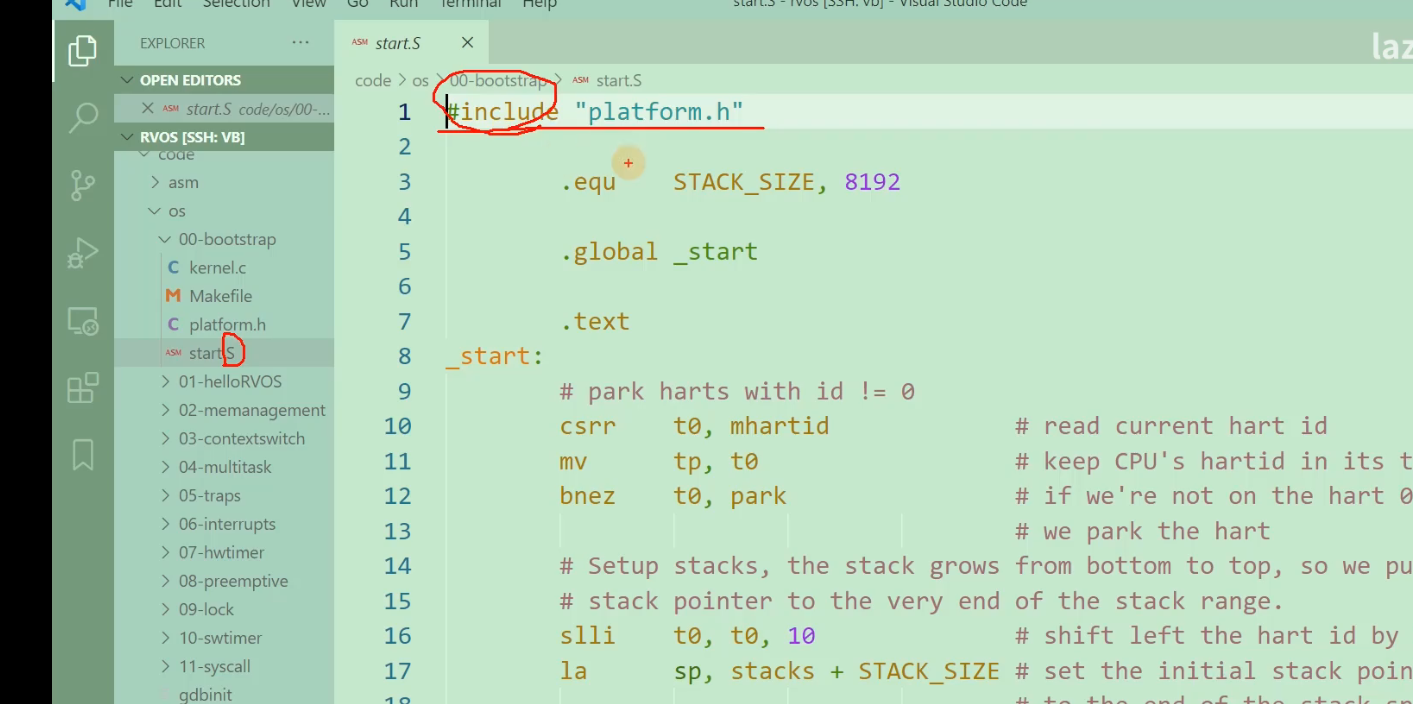 File Edit Selection View Go Run Terminal Help start.S - rvos [SSH: vb] - Visual Studio Code
EXPLORER ···
ASM start.S
laz
OPEN EDITORS
ASM start.S code/os/00-...
RVOS [SSH: VB]
code
asm
os
00-bootstrap
C kernel.c
M Makefile
C platform.h
ASM start.S
01-helloRVOS
02-memanagement
03-contextswitch
04-multitask
05-traps
06-interrupts
07-hwtimer
08-preemptive
09-lock
10-swtimer
11-syscall
gdbinit
code > os > 00-bootstrap > ASM start.S
1 #include "platform.h"
2
3 .equ STACK_SIZE, 8192
4
5 .global _start
6
7 .text
8 _start:
9 # park harts with id != 0
10 csrr t0, mhartid # read current hart id
11 mv tp, t0 # keep CPU's hartid in its t
12 bnez t0, park # if we're not on the hart 0
13 # we park the hart
14 # Setup stacks, the stack grows from bottom to top, so we pu
15 # stack pointer to the very end of the stack range.
16 slli t0, t0, 10 # shift left the hart id by
17 la sp, stacks + STACK_SIZE # set the initial stack poin
18 # to the end of the stack sp